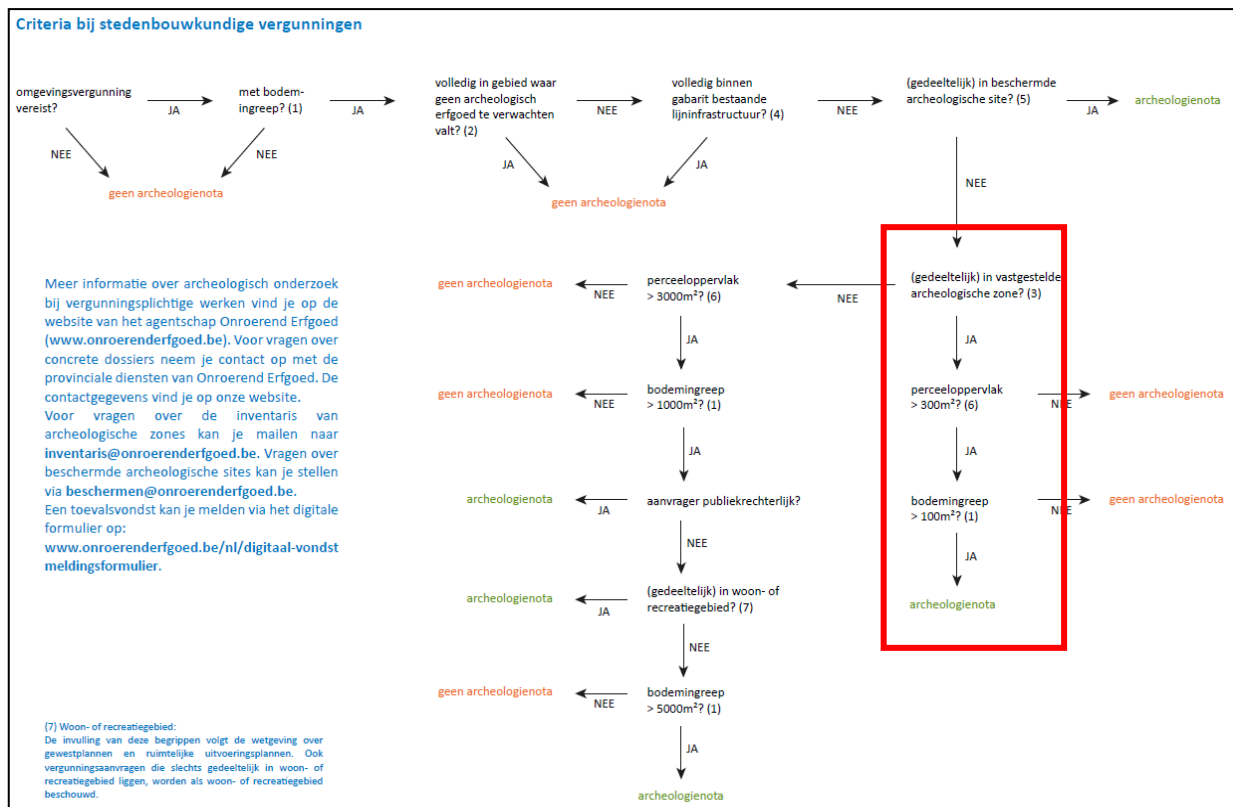 Criteria bij stedenbouwkundige vergunningen
omgevingsvergunning
vereist?
JA
NEE
met bodem-
ingreep? (1)
JA
NEE
geen archeologienota
volledig in gebied waar
geen archeologisch
erfgoed te verwachten
valt? (2)
NEE
JA
volledig binnen
gabarit bestaande
lijninfrastructuur? (4)
NEE
JA
geen archeologienota
(gedeeltelijk) in beschermde
archeologische site? (5)
JA
archeologienota
NEE
(gedeeltelijk) in vastgestelde
archeologische zone? (3)
NEE
JA
perceeloppervlak
> 3000m²? (6)
NEE
geen archeologienota
JA
bodemingreep
> 1000m²? (1)
NEE
geen archeologienota
JA
aanvrager publiekrechterlijk?
JA
archeologienota
NEE
(gedeeltelijk) in woon- of
recreatiegebied? (7)
JA
archeologienota
NEE
bodemingreep
> 5000m²? (1)
NEE
geen archeologienota
JA
archeologienota
perceeloppervlak
> 300m²? (6)
NEE
geen archeologienota
JA
bodemingreep
> 100m²? (1)
NEE
geen archeologienota
JA
archeologienota
Meer informatie over archeologisch onderzoek
bij vergunningsplichtige werken vind je op de
website van het agentschap Onroerend Erfgoed
(www.onroerenderfgoed.be). Voor vragen over
concrete dossiers neem je contact op met de
provinciale diensten van Onroerend Erfgoed. De
contactgegevens vind je op onze website.
Voor vragen over de inventaris van
archeologische zones kan je mailen naar
inventaris@onroerenderfgoed.be. Vragen over
beschermde archeologische sites kan je stellen
via beschermen@onroerenderfgoed.be.
Een toevalsvondst kan je melden via het digitale
formulier op:
www.onroerenderfgoed.be/nl/digitaal-vondst
meldingsformulier.
(7) Woon- of recreatiegebied:
De invulling van deze begrippen volgt de wetgeving over
gewestplannen en ruimtelijke uitvoeringsplannen. Ook
vergunningsaanvragen die slechts gedeeltelijk in woon- of
recreatiegebied liggen, worden als woon- of recreatiegebied
beschouwd.